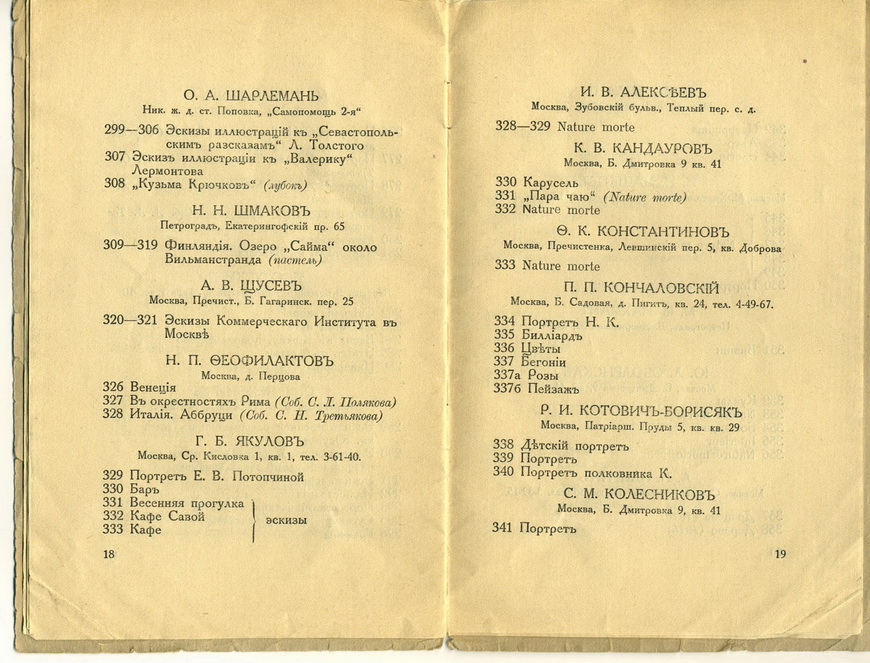 О. А. ШАРЛЕМАНЬ
Ник. ж. д. ст. Поповка, „Самопомощь 2-я“
299—306 Эскизы иллюстрацій къ „Севастополь-
скимъ разсказамъ“ Л. Толстого
307 Эскизъ иллюстраціи къ „Валерику“
Лермонтова
308 „Кузьма Крючковъ“ (лубокъ)
Н. Н. ШМАКОВЪ
Петроградъ, Екатерингофскій пр. 65
309—319 Финляндія. Озеро „Сайма“ около
Вильманстранда (пастель)
А. В. ЩУСЕВЪ
Москва, Пречист., Б. Гагаринск. пер. 25
320—321 Эскизы Коммерческаго Института въ
Москвѣ
Н. П. ѲЕОФИЛАКТОВЪ
Москва, д. Перцова
326 Венеція
327 Въ окрестностяхъ Рима (Соб. С. Л. Полякова)
328 Италія. Аббруци (Соб. С. Н. Третьякова)
Г. Б. ЯКУЛОВЪ
Москва, Ср. Кисловка 1, кв. 1, тел. 3-61-40.
329 Портретъ Е. В. Потопчиной
330 Баръ
331 Весенняя прогулка
332 Кафе Савой
333 Кафе
эскизы
18
И. В. АЛЕКСѢЕВЪ
Москва, Зубовскій бульв., Теплый пер. с. д.
328—329 Nature morte
К. В. КАНДАУРОВЪ
Москва, Б. Дмитровка 9 кв. 41
330 Карусель
331 „Пара чаю“ (Nature morte)
332 Nature morte
Ѳ. К. КОНСТАНТИНОВЪ
Москва, Пречистенка, Левшинскій пер. 5, кв. Доброва
333 Nature morte
П. П. КОНЧАЛОВСКІЙ
Москва, Б. Садовая, д. Пигитъ, кв. 24, тел. 4-49-67.
334 Портретъ Н. К.
335 Билліардъ
336 Цвѣты
337 Бегоніи
337а Розы
337б Пейзажъ
Р. И. КОТОВИЧЪ-БОРИСЯКЪ
Москва, Патріарш. Пруды 5, кв. кв. 29
338 Дѣтскій портретъ
339 Портретъ
340 Портретъ полковника К.
С. М. КОЛЕСНИКОВЪ
Москва, Б. Дмитровка 9, кв. 41
341 Портретъ
19